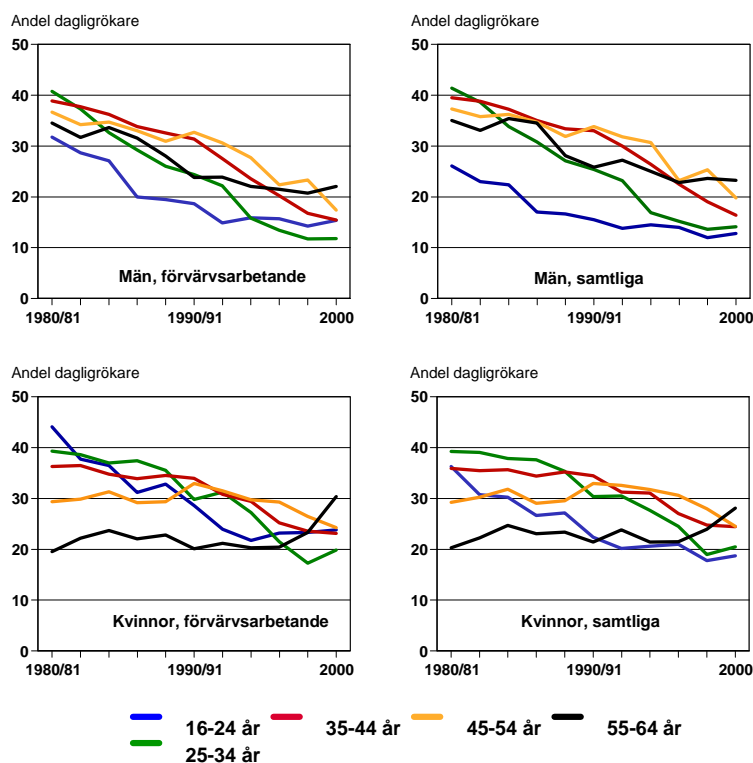 Andel dagligrökare
50
40
30
20
10
0
Män, förvärvsarbetande
1980/81 1990/91 2000
Andel dagligrökare
50
40
30
20
10
0
Män, samtliga
1980/81 1990/91 2000
Andel dagligrökare
50
40
30
20
10
0
Kvinnor, förvärvsarbetande
1980/81 1990/91 2000
Andel dagligrökare
50
40
30
20
10
0
Kvinnor, samtliga
1980/81 1990/91 2000
16-24 år 35-44 år 45-54 år 55-64 år
25-34 år